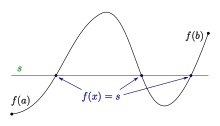 f(b)
s
f(a)
f(x) = s